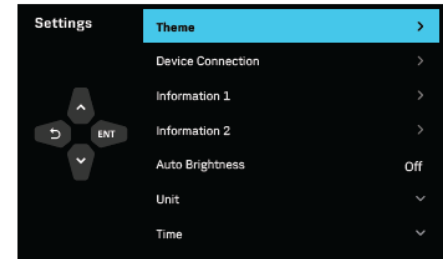 Settings
Theme
Device Connection
Information 1
Information 2
ENT
Auto Brightness Off
Unit
Time